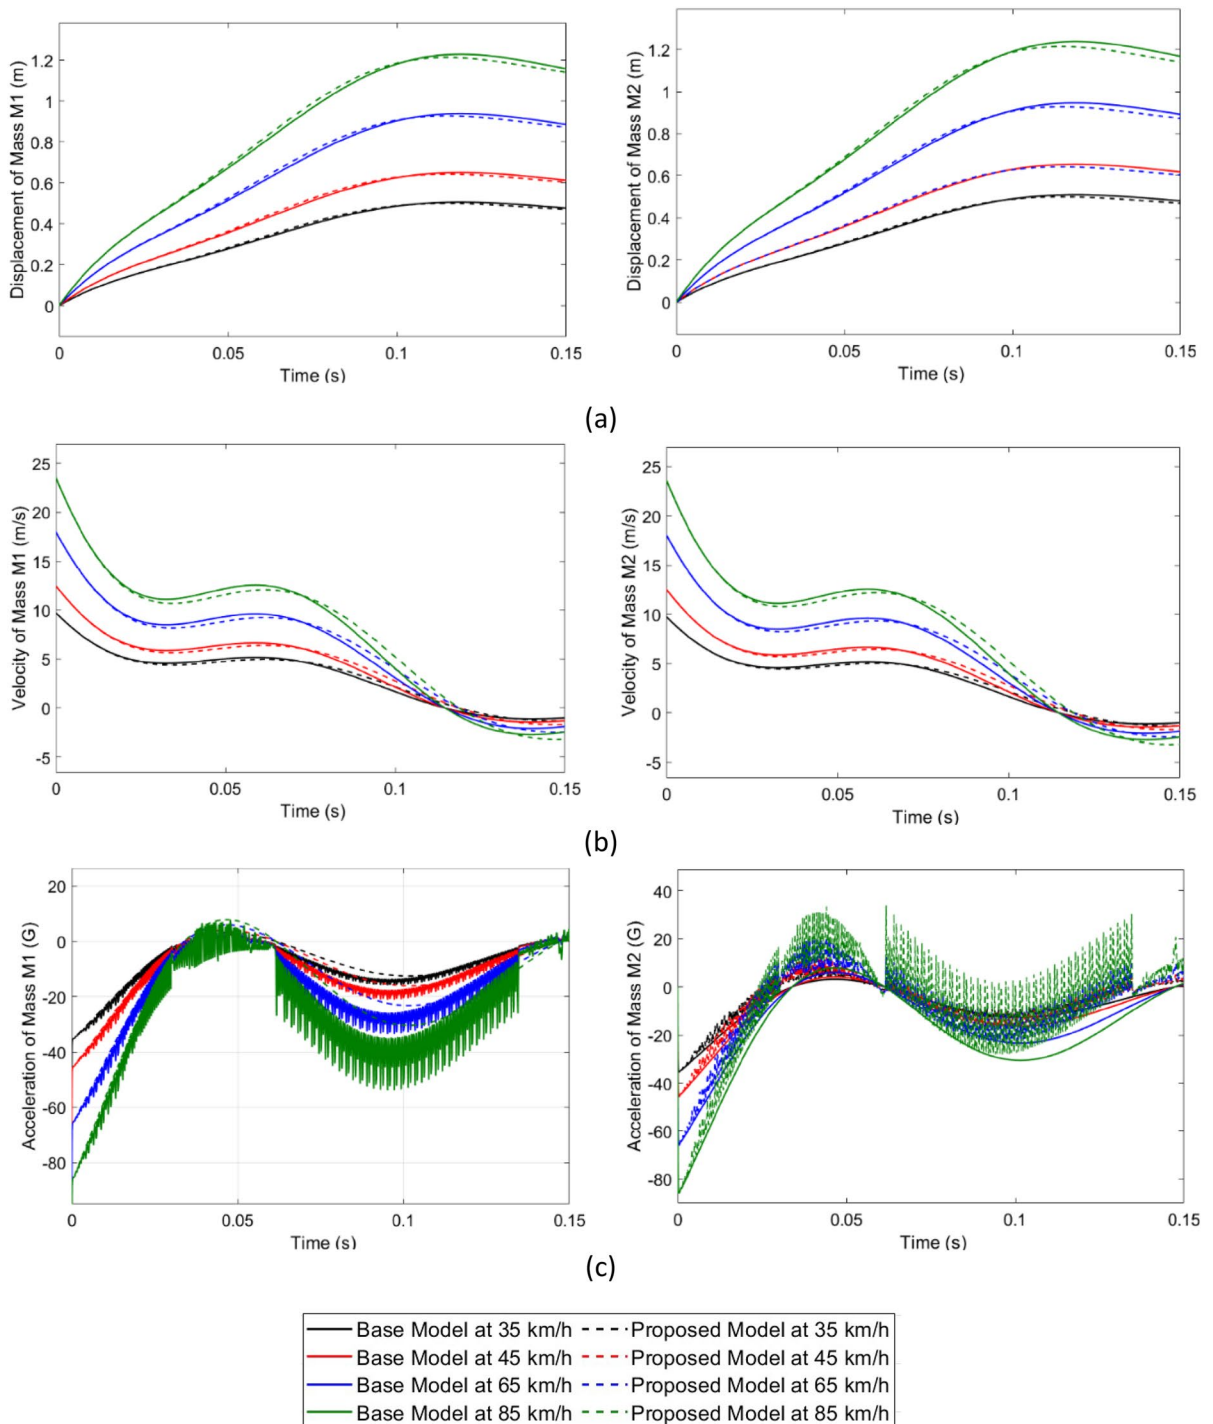 Displacement of Mass M1 (m)
1.2
1
0.8
0.6
0.4
0.2
0
0 0.05 0.1 0.15
Time (s)
Displacement of Mass M2 (m)
1.2
1
0.8
0.6
0.4
0.2
0
0 0.05 0.1 0.15
Time (s)
(a)
Velocity of Mass M1 (m/s)
25
20
15
10
5
0
-5
0 0.05 0.1 0.15
Time (s)
Velocity of Mass M2 (m/s)
25
20
15
10
5
0
-5
0 0.05 0.1 0.15
Time (s)
(b)
Acceleration of Mass M1 (G)
20
0
-20
-40
-60
-80
0 0.05 0.1 0.15
Time (s)
Acceleration of Mass M2 (G)
40
20
0
-20
-40
-60
-80
0 0.05 0.1 0.15
Time (s)
(c)
Base Model at 35 km/h Proposed Model at 35 km/h
Base Model at 45 km/h Proposed Model at 45 km/h
Base Model at 65 km/h Proposed Model at 65 km/h
Base Model at 85 km/h Proposed Model at 85 km/h